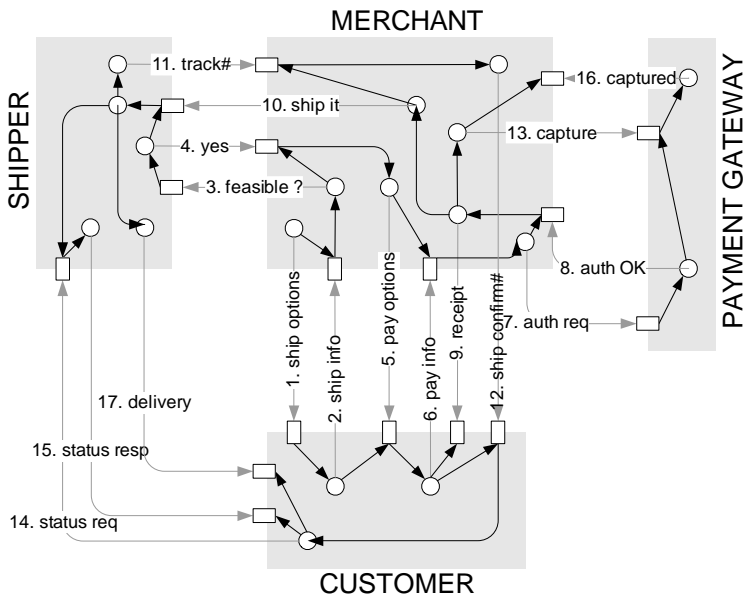 MERCHANT
SHIPPER
PAYMENT GATEWAY
11. track#
16. captured
10. ship it
13. capture
4. yes
3. feasible ?
8. auth OK
7. auth req
1. ship options
2. ship info
5. pay options
6. pay info
9. receipt
12. ship confirm#
17. delivery
15. status resp
14. status req
CUSTOMER